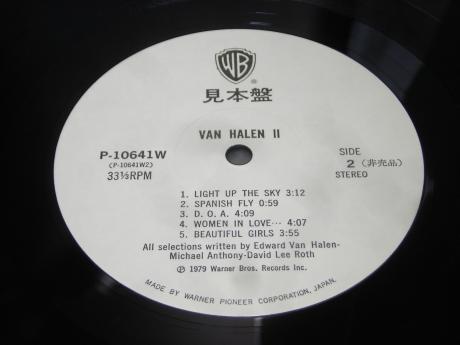 WB ®
見本盤
VAN HALEN II
P-10641W
(P-10641W2)
33⅓RPM
SIDE
2 (非売品)
STEREO
1. LIGHT UP THE SKY 3:12
2. SPANISH FLY 0:59
3. D. O. A. 4:09
4. WOMEN IN LOVE… 4:07
5. BEAUTIFUL GIRLS 3:55
All selections written by Edward Van Halen-
Michael Anthony-David Lee Roth
Ⓟ 1979 Warner Bros. Records Inc.
MADE BY WARNER PIONEER CORPORATION, JAPAN.